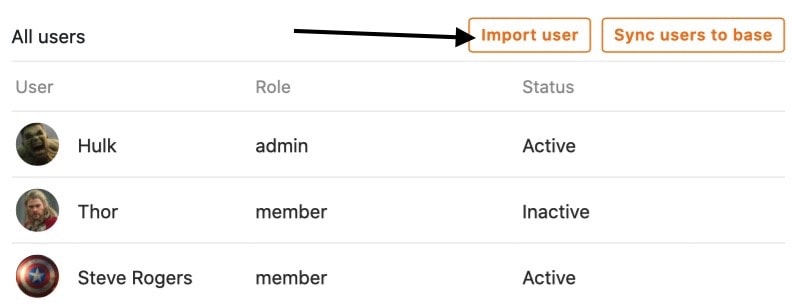 All users Import user Sync users to base
User Role Status
Hulk admin Active
Thor member Inactive
Steve Rogers member Active